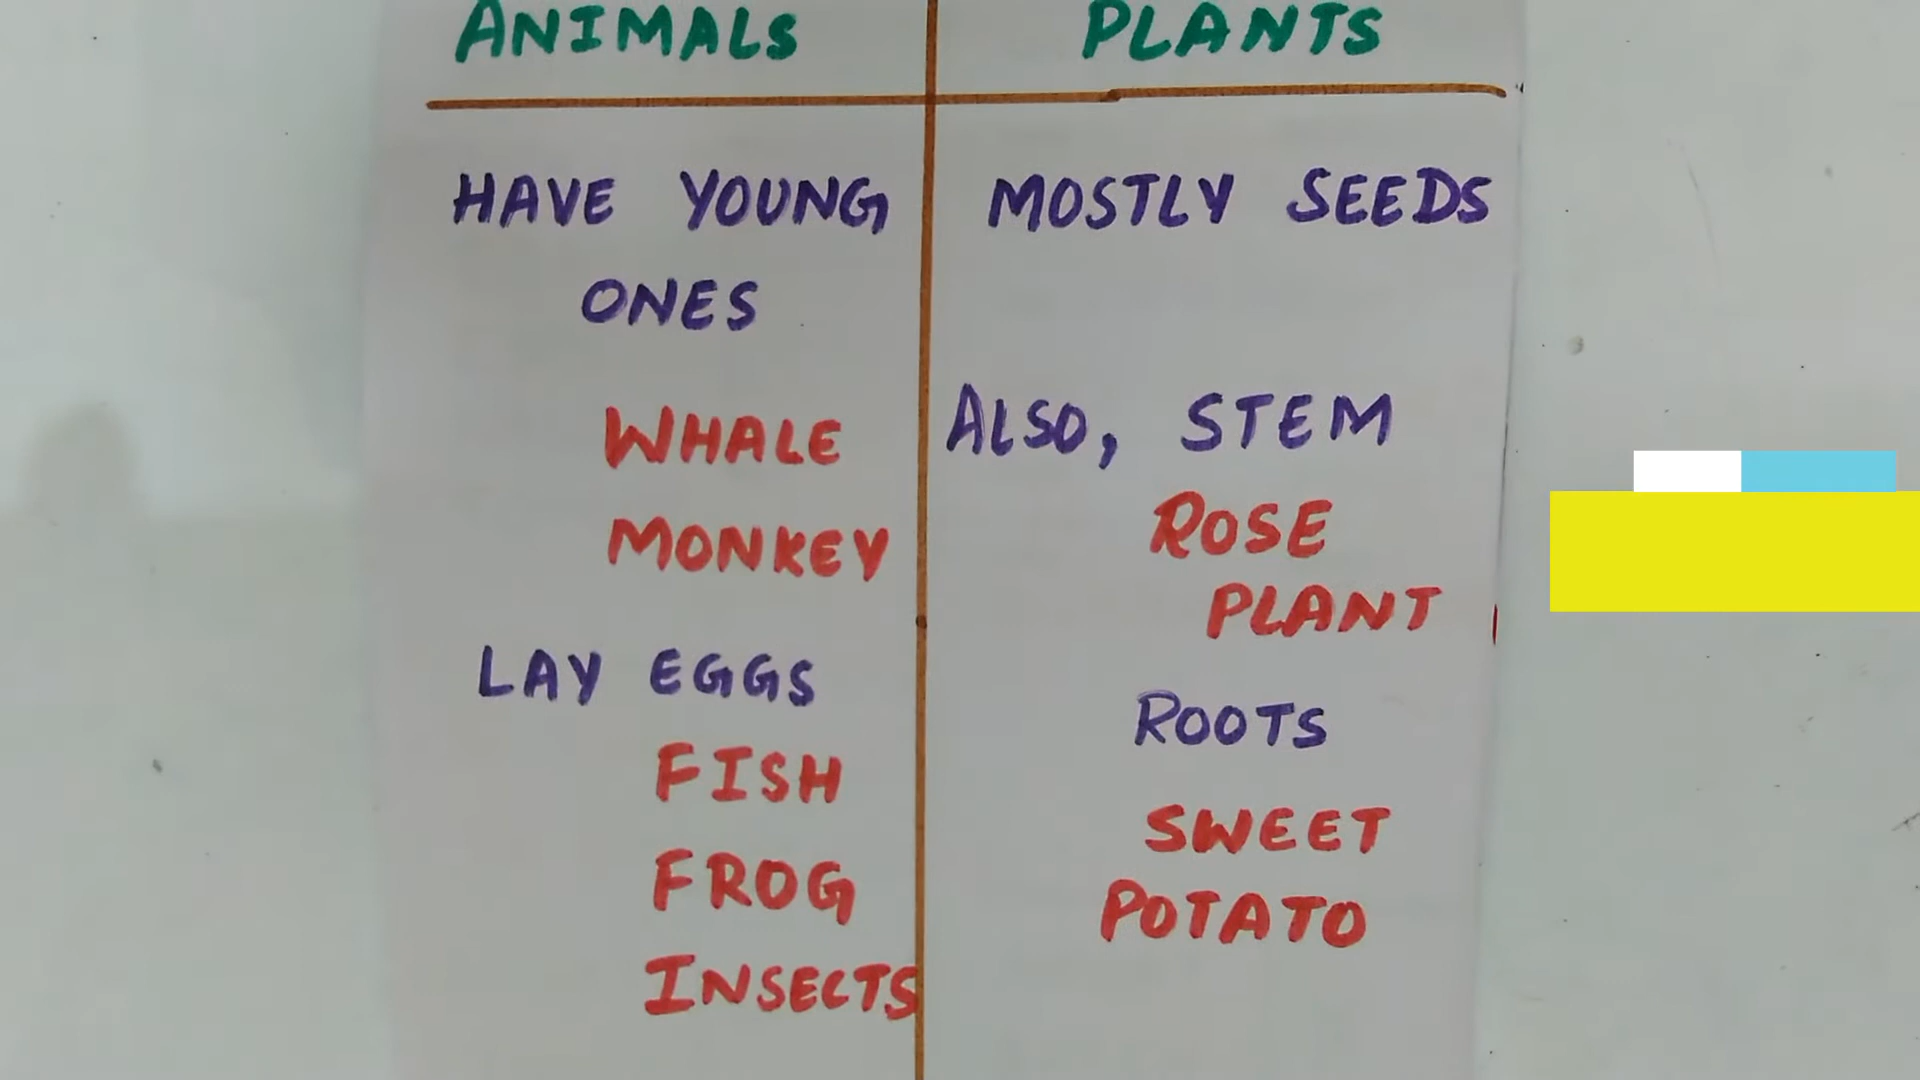 ANIMALS
HAVE YOUNG
ONES
WHALE
MONKEY
LAY EGGS
FISH
FROG
INSECTS
PLANTS
MOSTLY SEEDS
ALSO, STEM
ROSE
PLANT
ROOTS
SWEET
POTATO